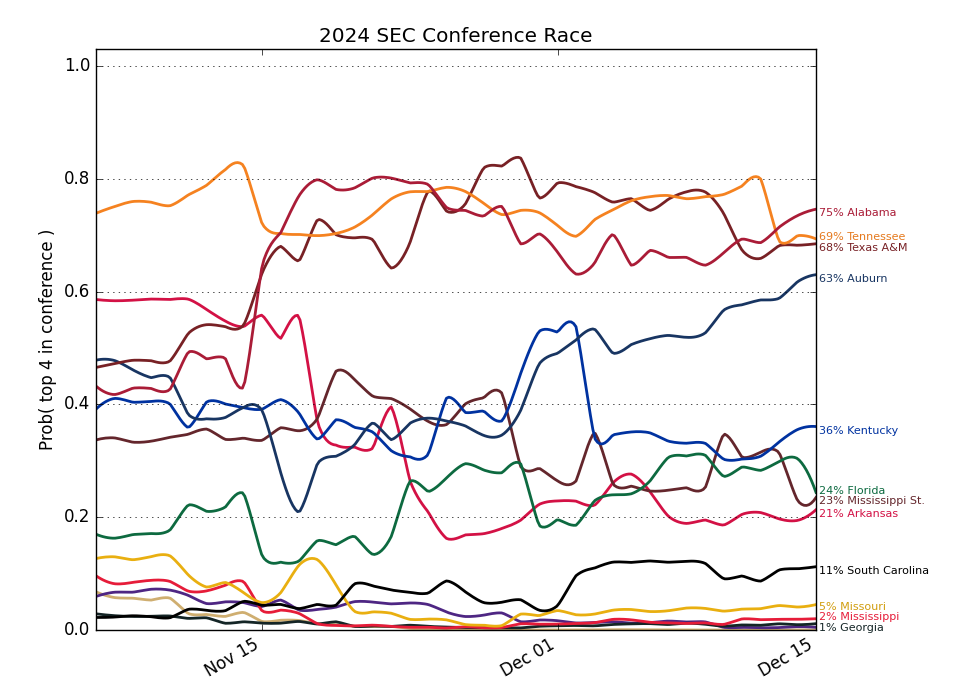 2024 SEC Conference Race
1.0
0.8
0.6
0.4
0.2
0.0
Prob( top 4 in conference )
Nov 15
Dec 01
Dec 15
75% Alabama
69% Tennessee
68% Texas A&M
63% Auburn
36% Kentucky
24% Florida
23% Mississippi St.
21% Arkansas
11% South Carolina
5% Missouri
2% Mississippi
1% Georgia